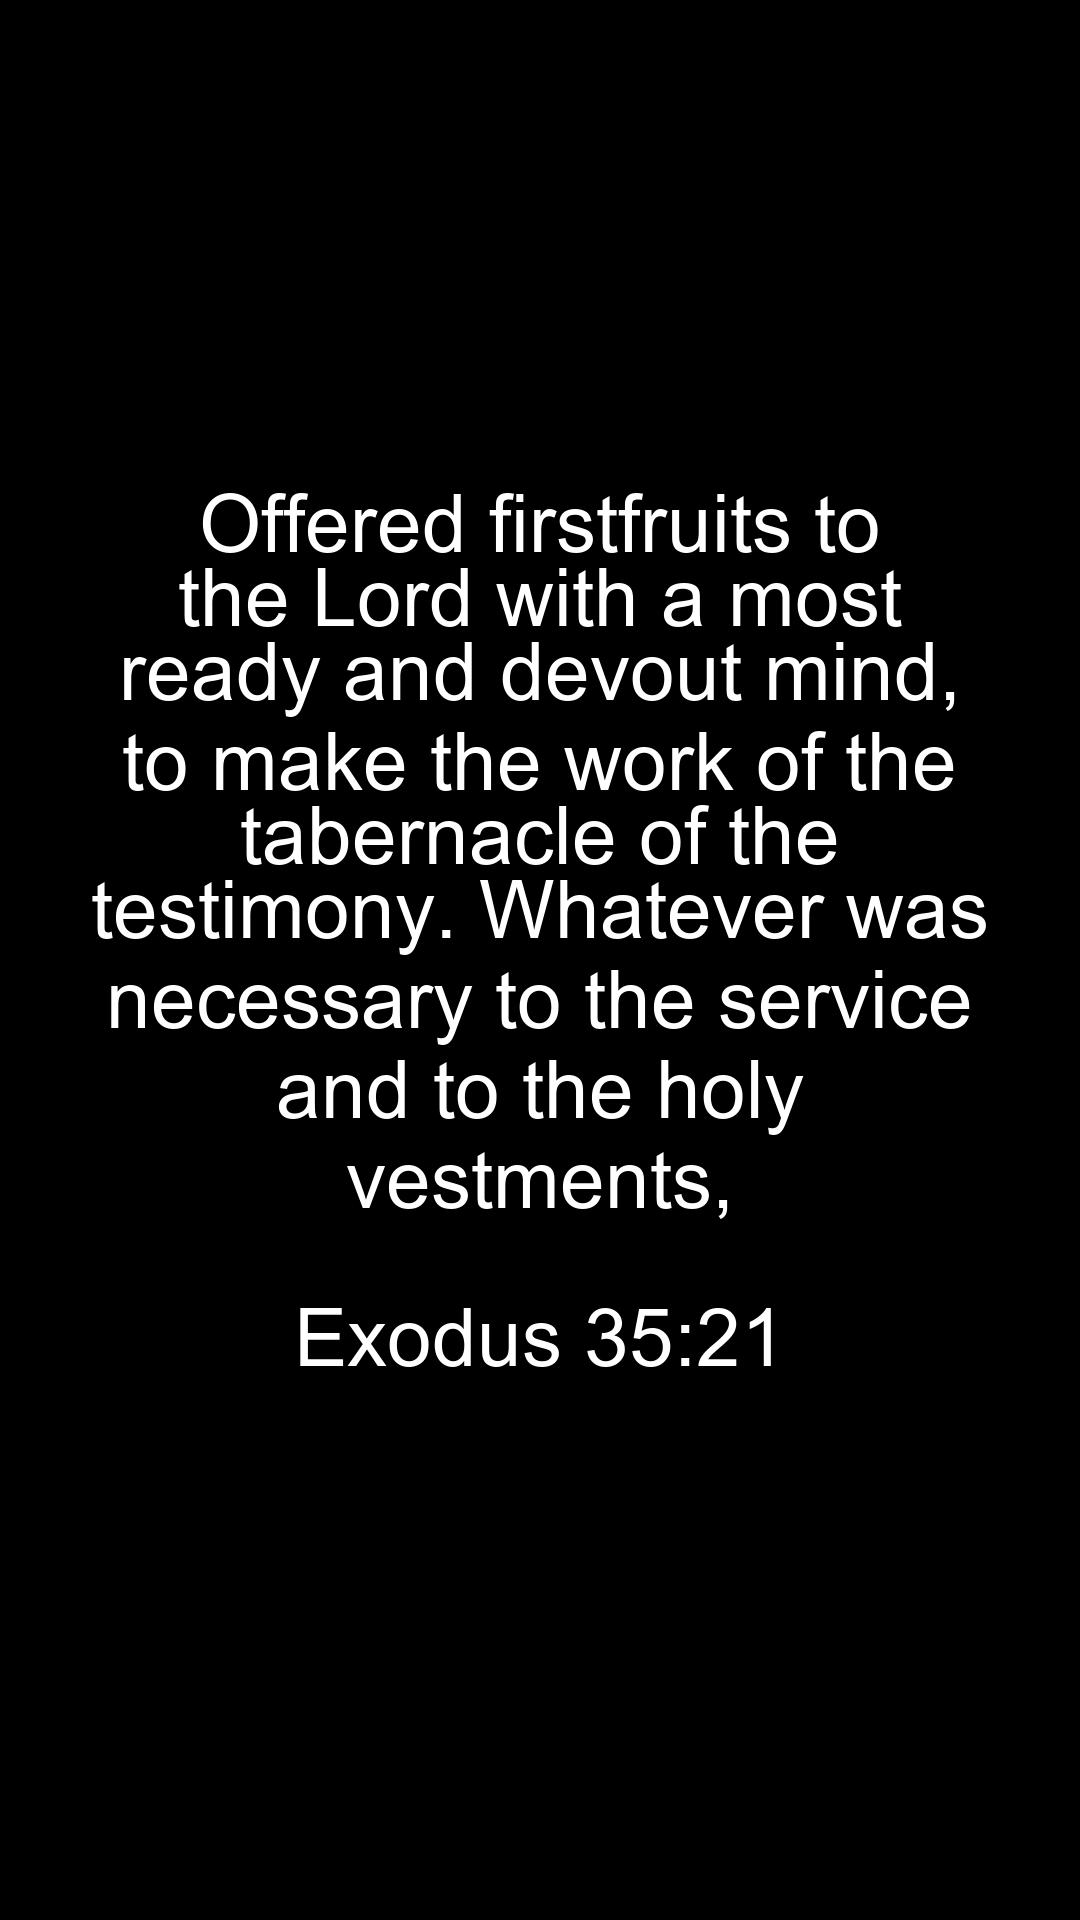 Offered firstfruits to
the Lord with a most
ready and devout mind,
to make the work of the
tabernacle of the
testimony. Whatever was
necessary to the service
and to the holy
vestments,
Exodus 35:21